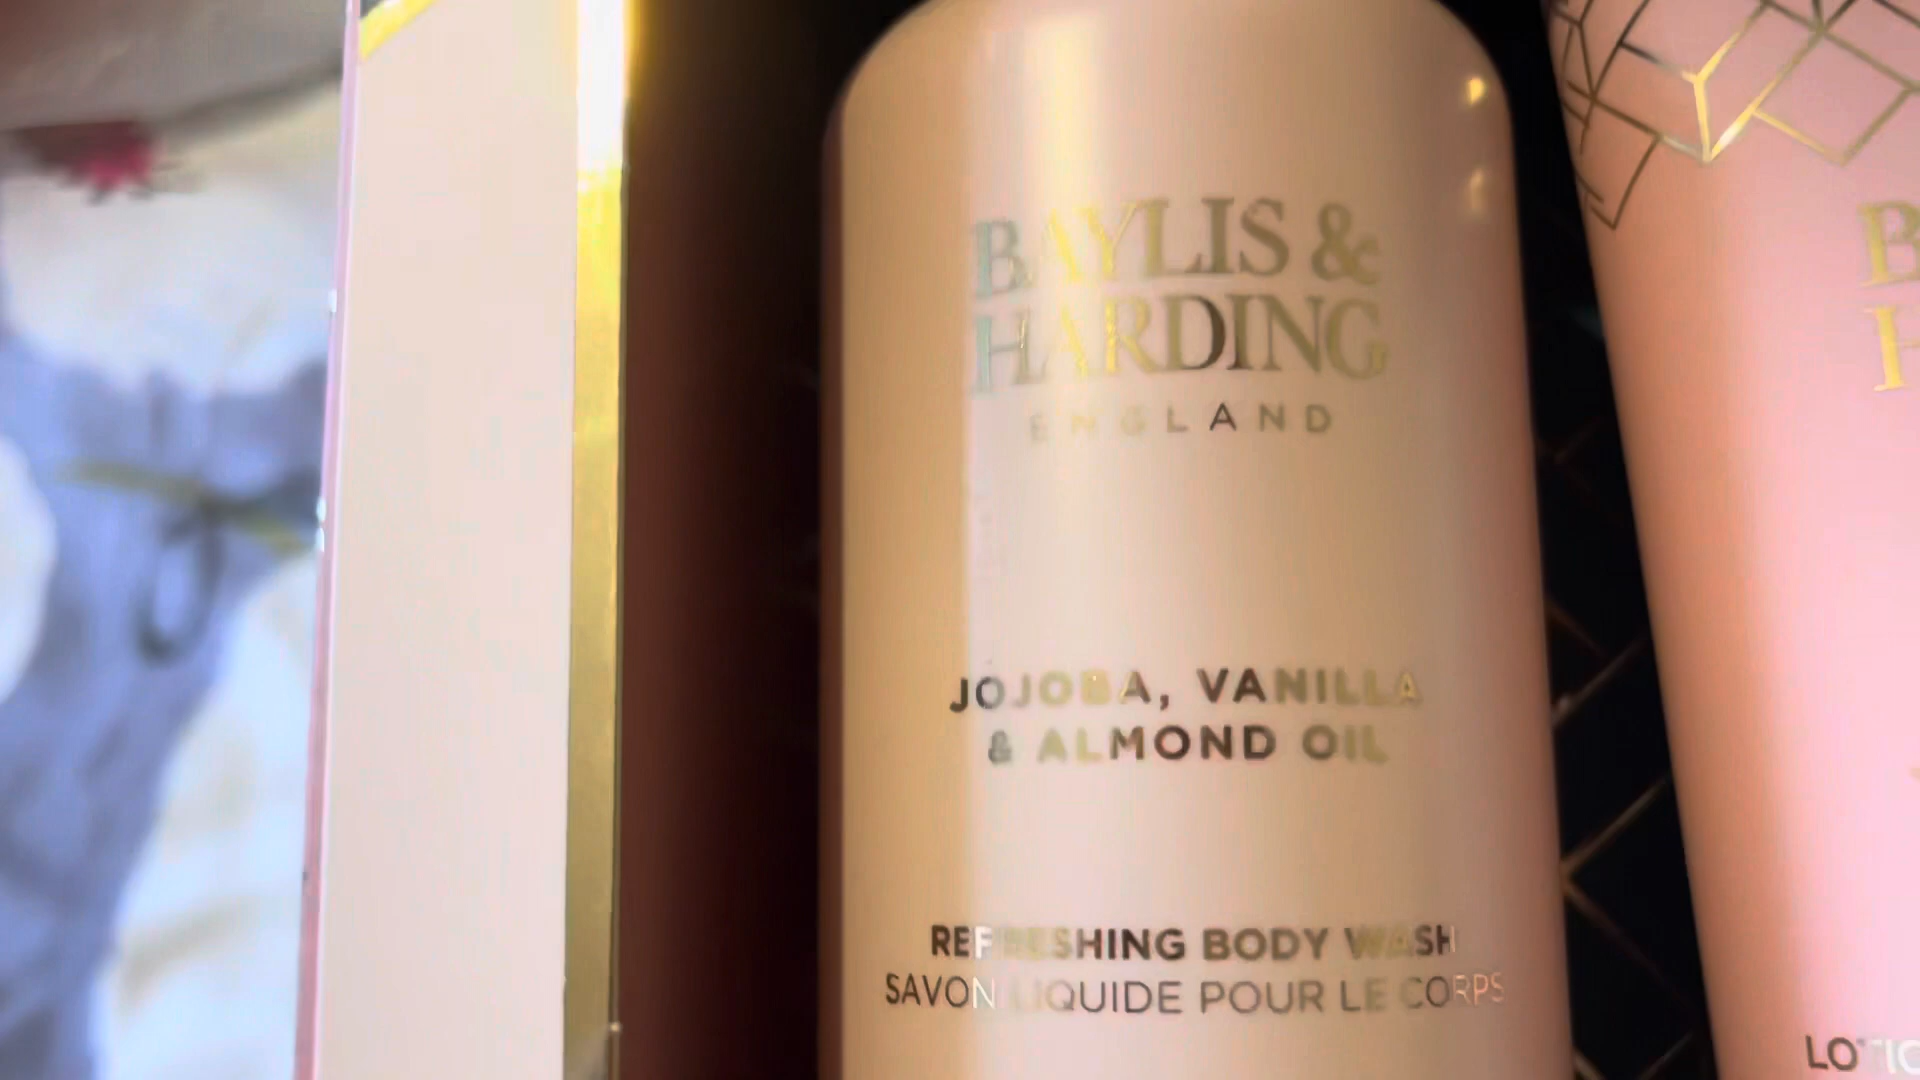 BAYLIS &
HARDING
ENGLAND
JOJOBA, VANILLA
& ALMOND OIL
REFRESHING BODY WASH
SAVON LIQUIDE POUR LE CORPS